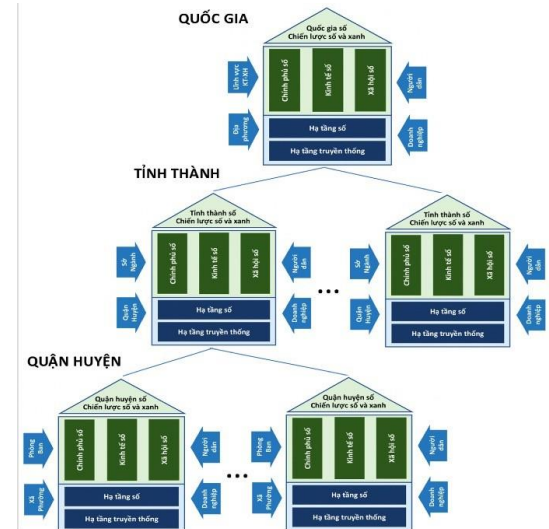 QUỐC GIA
Quốc gia số
Chiến lược số và xanh
Lĩnh vực
KT-XH
Địa
phương
Chính phủ số
Kinh tế số
Xã hội số
Người dân
Doanh
nghiệp
Hạ tầng số
Hạ tầng truyền thống
TỈNH THÀNH
Tỉnh thành số
Chiến lược số và xanh
Sở
Ngành
Quận
Huyện
Chính phủ số
Kinh tế số
Xã hội số
Người
dân
Doanh
nghiệp
Hạ tầng số
Hạ tầng truyền thống
...
Tỉnh thành số
Chiến lược số và xanh
Sở
Ngành
Quận
Huyện
Chính phủ số
Kinh tế số
Xã hội số
Người
dân
Doanh
nghiệp
Hạ tầng số
Hạ tầng truyền thống
QUẬN HUYỆN
Quận huyện số
Chiến lược số và xanh
Phòng
Ban
Xã
Phường
Chính phủ số
Kinh tế số
Xã hội số
Người
dân
Doanh
nghiệp
Hạ tầng số
Hạ tầng truyền thống
...
Quận huyện số
Chiến lược số và xanh
Phòng
Ban
Xã
Phường
Chính phủ số
Kinh tế số
Xã hội số
Người
dân
Doanh
nghiệp
Hạ tầng số
Hạ tầng truyền thống